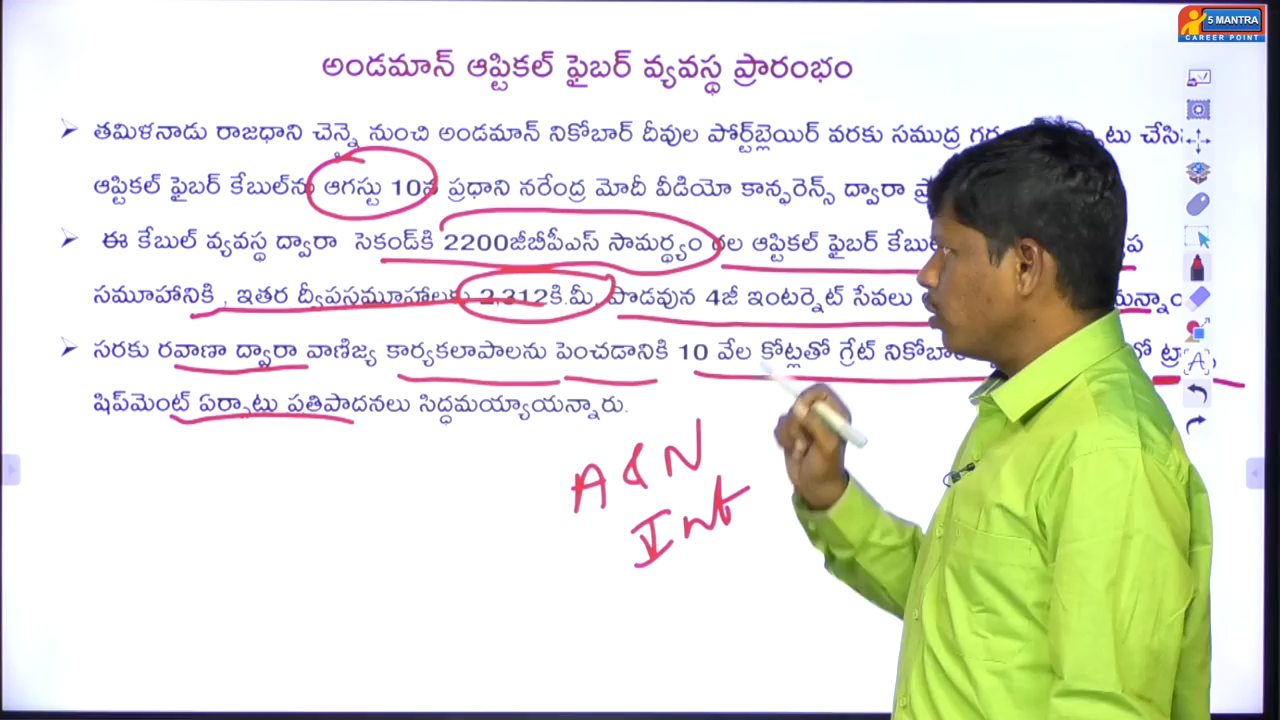 5 MANTRA
CAREER POINT
అండమాన్ ఆప్టికల్ ఫైబర్ వ్యవస్థ ప్రారంభం
తమిళనాడు రాజధాని చెన్నై నుంచి అండమాన్ నికోబార్ దీవుల పోర్ట్‌బ్లెయిర్ వరకు సముద్ర
ఆప్టికల్ ఫైబర్ కేబుల్‌ను ఆగస్టు 10న ప్రధాని నరేంద్ర మోదీ వీడియో కాన్ఫరెన్స్ ద్వారా
ఈ కేబుల్ వ్యవస్థ ద్వారా సెకండ్‌కి 2200జీబీపీఎస్ సామర్థ్యం గల ఆప్టికల్ ఫైబర్
సమూహానికి , ఇతర ద్వీపసమూహాలకు 2,312కి.మీ. పొడవున 4జీ ఇంటర్నెట్ సేవలు
సరకు రవాణా ద్వారా వాణిజ్య కార్యకలాపాలను పెంచడానికి 10 వేల కోట్లతో గ్రేట్
షిప్‌మెంట్ ఏర్పాటు ప్రతిపాదనలు సిద్ధమయ్యాయన్నారు.
A & N
Int